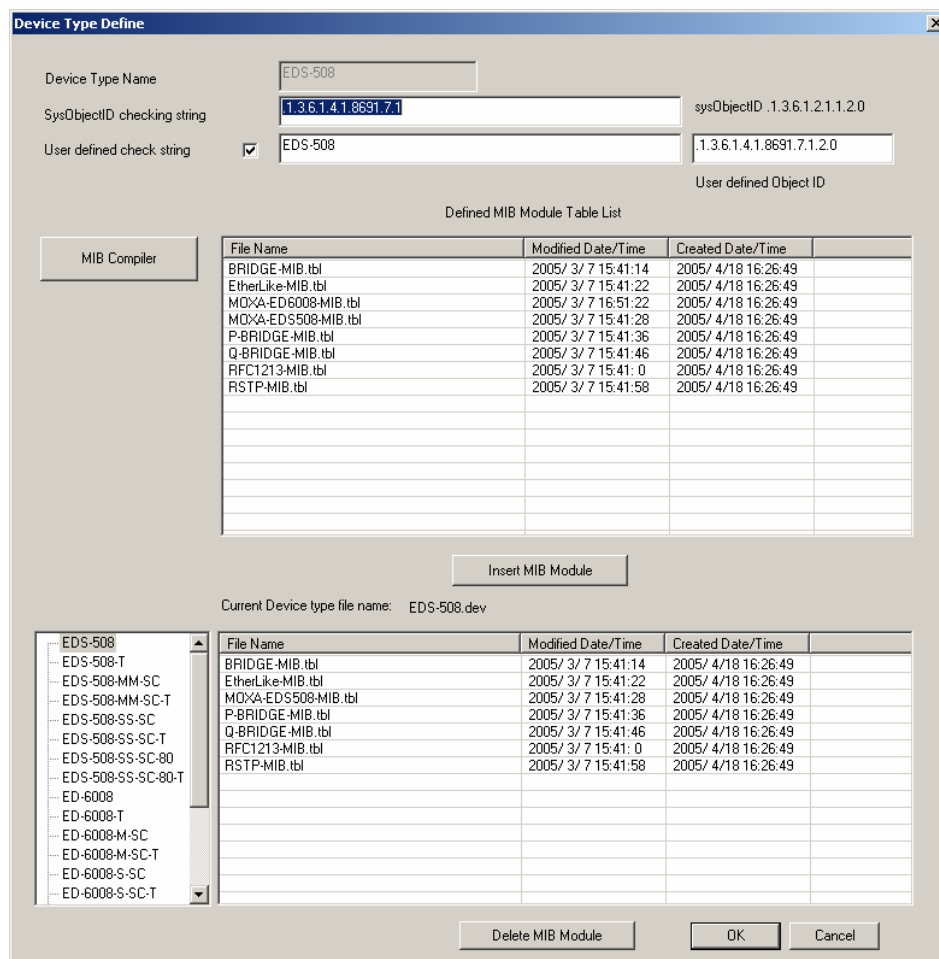 Device Type Define
Device Type Name EDS-508
SysObjectID checking string .1.3.6.1.4.1.8691.7.1 sysObjectID .1.3.6.1.2.1.1.2.0
User defined check string EDS-508 .1.3.6.1.4.1.8691.7.1.2.0
User defined Object ID
Defined MIB Module Table List
MIB Compiler
File Name Modified Date/Time Created Date/Time
BRIDGE-MIB.tbl 2005/ 3/ 7 15:41:14 2005/ 4/18 16:26:49
EtherLike-MIB.tbl 2005/ 3/ 7 15:41:22 2005/ 4/18 16:26:49
MOXA-ED6008-MIB.tbl 2005/ 3/ 7 16:51:22 2005/ 4/18 16:26:49
MOXA-EDS508-MIB.tbl 2005/ 3/ 7 15:41:28 2005/ 4/18 16:26:49
P-BRIDGE-MIB.tbl 2005/ 3/ 7 15:41:36 2005/ 4/18 16:26:49
Q-BRIDGE-MIB.tbl 2005/ 3/ 7 15:41:46 2005/ 4/18 16:26:49
RFC1213-MIB.tbl 2005/ 3/ 7 15:41: 0 2005/ 4/18 16:26:49
RSTP-MIB.tbl 2005/ 3/ 7 15:41:58 2005/ 4/18 16:26:49
Insert MIB Module
Current Device type file name: EDS-508.dev
EDS-508
EDS-508-T
EDS-508-MM-SC
EDS-508-MM-SC-T
EDS-508-SS-SC
EDS-508-SS-SC-T
EDS-508-SS-SC-80
EDS-508-SS-SC-80-T
ED-6008
ED-6008-T
ED-6008-M-SC
ED-6008-M-SC-T
ED-6008-S-SC
ED-6008-S-SC-T
File Name Modified Date/Time Created Date/Time
BRIDGE-MIB.tbl 2005/ 3/ 7 15:41:14 2005/ 4/18 16:26:49
EtherLike-MIB.tbl 2005/ 3/ 7 15:41:22 2005/ 4/18 16:26:49
MOXA-EDS508-MIB.tbl 2005/ 3/ 7 15:41:28 2005/ 4/18 16:26:49
P-BRIDGE-MIB.tbl 2005/ 3/ 7 15:41:36 2005/ 4/18 16:26:49
Q-BRIDGE-MIB.tbl 2005/ 3/ 7 15:41:46 2005/ 4/18 16:26:49
RFC1213-MIB.tbl 2005/ 3/ 7 15:41: 0 2005/ 4/18 16:26:49
RSTP-MIB.tbl 2005/ 3/ 7 15:41:58 2005/ 4/18 16:26:49
Delete MIB Module OK Cancel